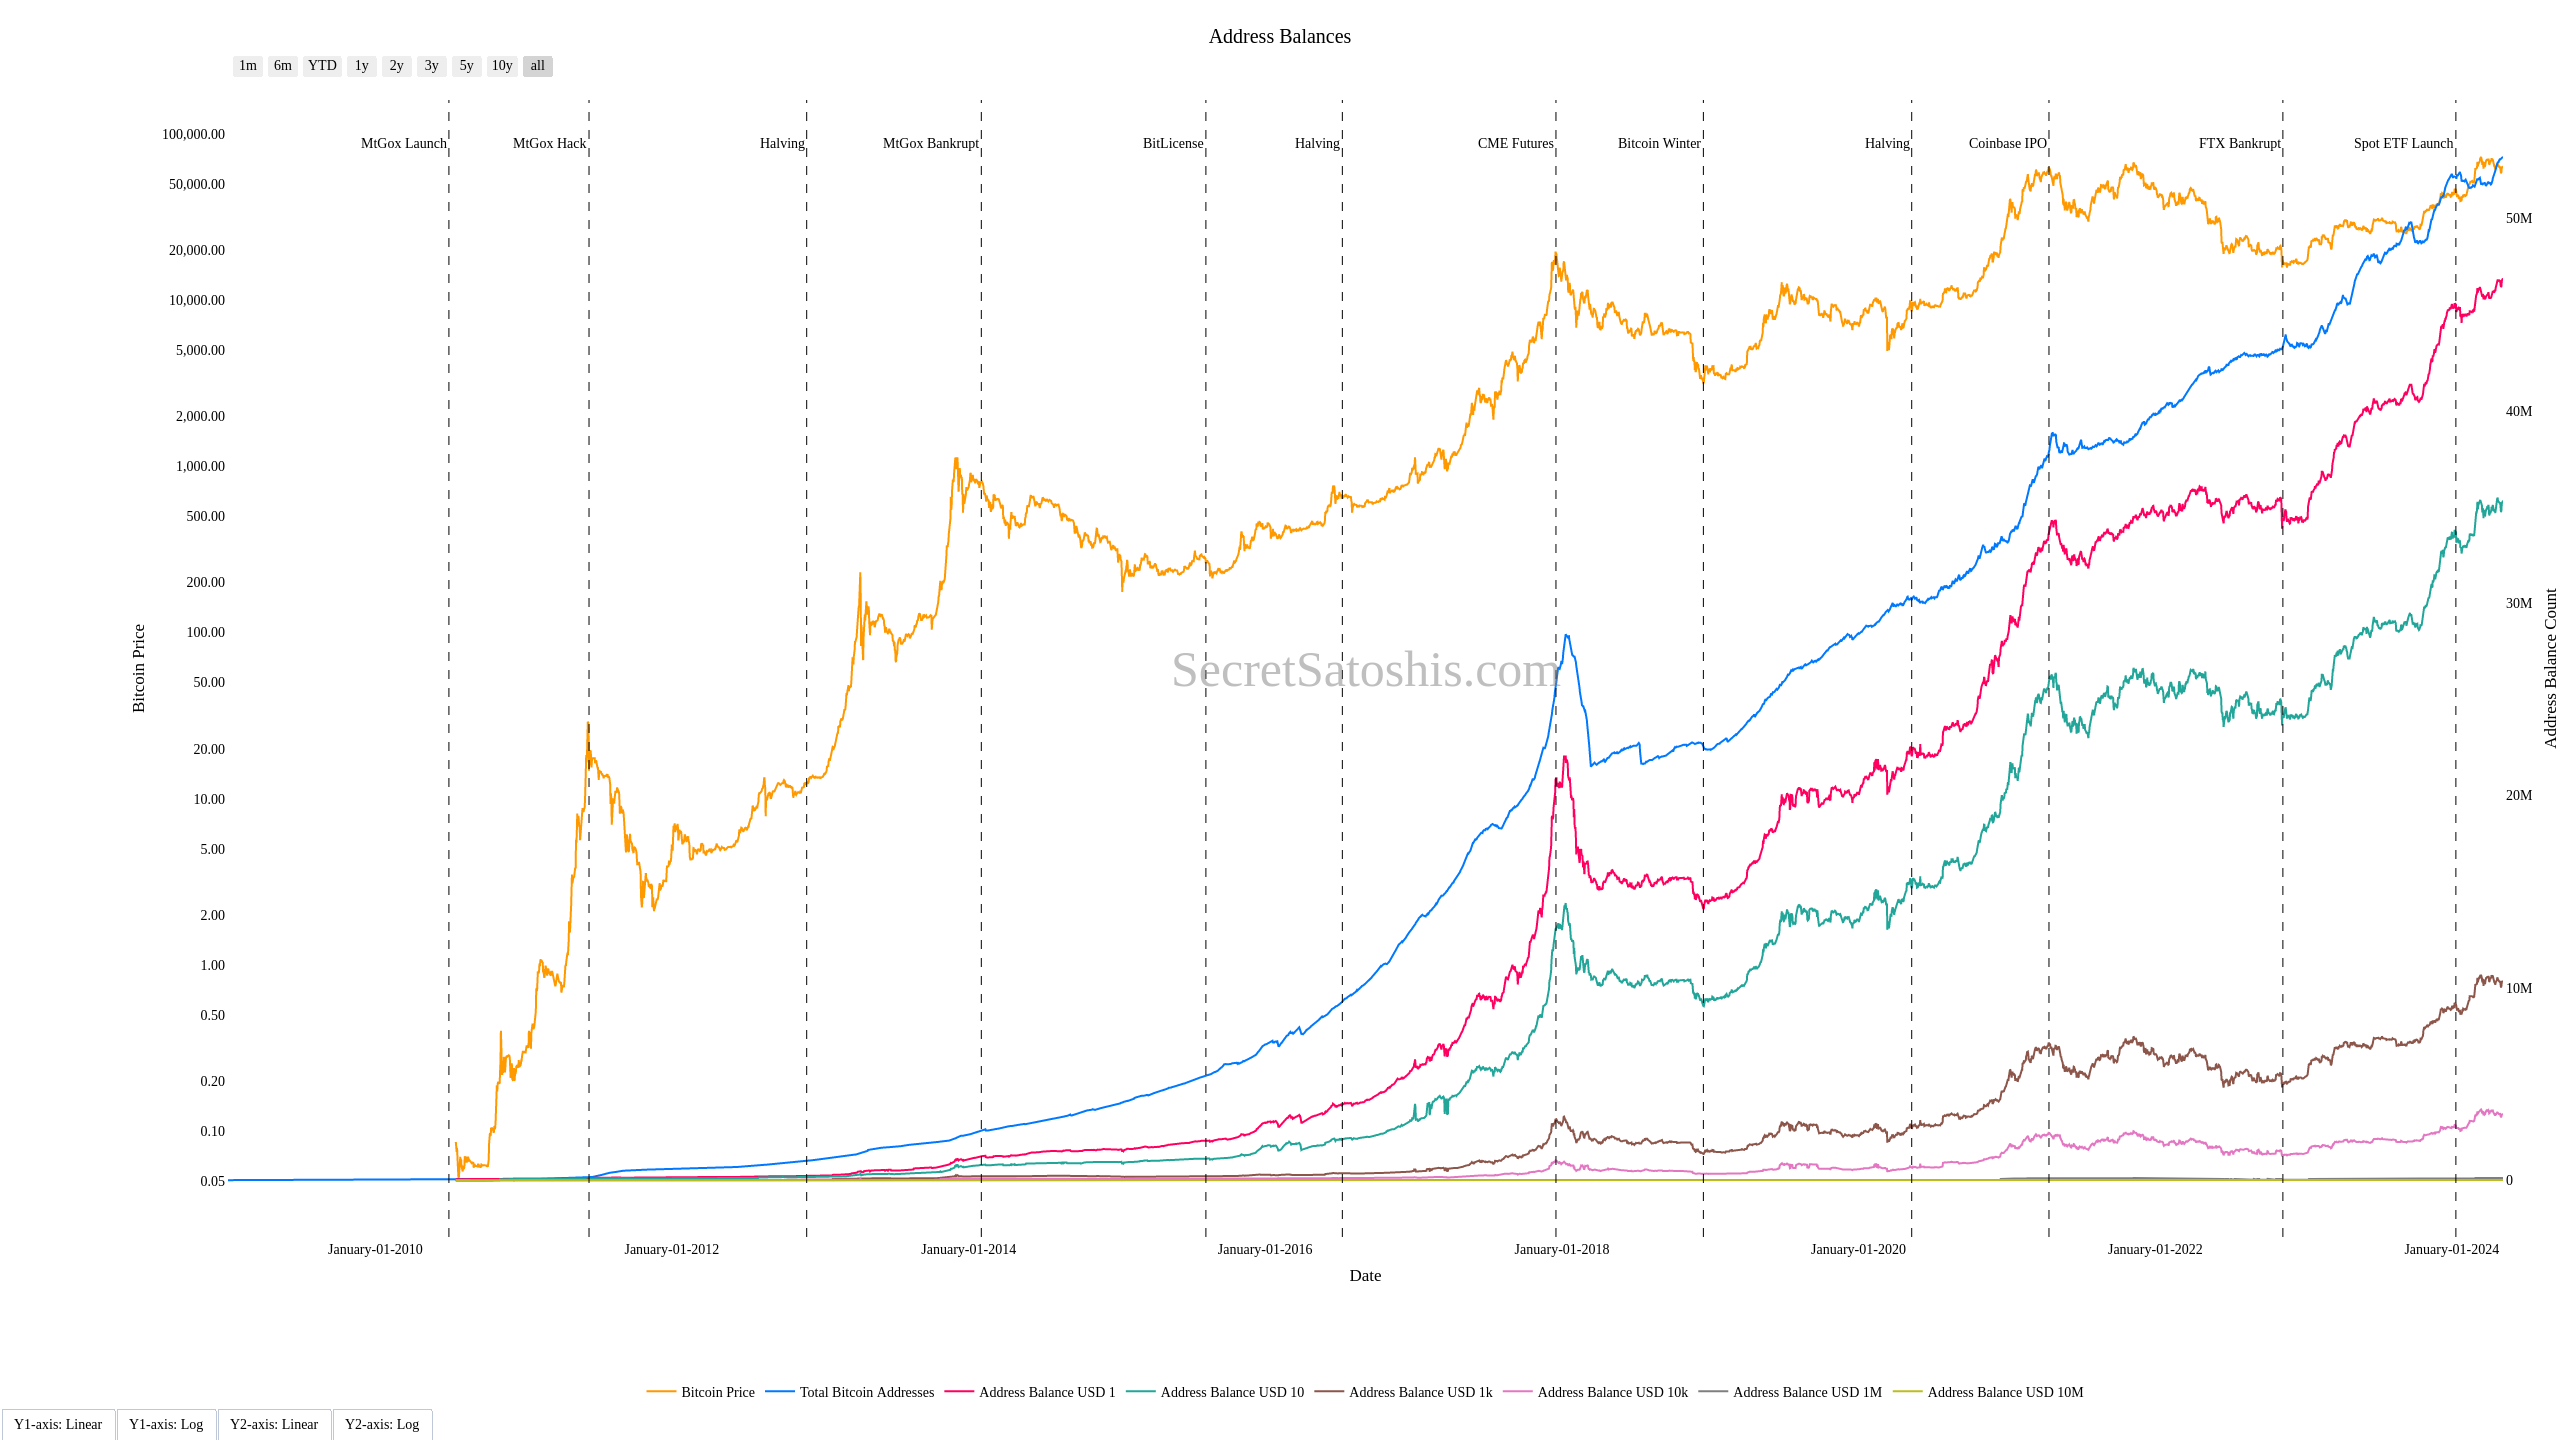 Address Balances
1m 6m YTD 1y 2y 3y 5y 10y all
MtGox Launch MtGox Hack Halving MtGox Bankrupt BitLicense Halving CME Futures Bitcoin Winter Halving Coinbase IPO FTX Bankrupt Spot ETF Launch
Bitcoin Price
100,000.00
50,000.00
20,000.00
10,000.00
5,000.00
2,000.00
1,000.00
500.00
200.00
100.00
50.00
20.00
10.00
5.00
2.00
1.00
0.50
0.20
0.10
0.05
SecretSatoshis.com
50M
40M
30M
20M
10M
0
Address Balance Count
January-01-2010 January-01-2012 January-01-2014 January-01-2016 January-01-2018 January-01-2020 January-01-2022 January-01-2024
Date
Bitcoin Price Total Bitcoin Addresses Address Balance USD 1 Address Balance USD 10 Address Balance USD 1k Address Balance USD 10k Address Balance USD 1M Address Balance USD 10M
Y1-axis: Linear Y1-axis: Log Y2-axis: Linear Y2-axis: Log